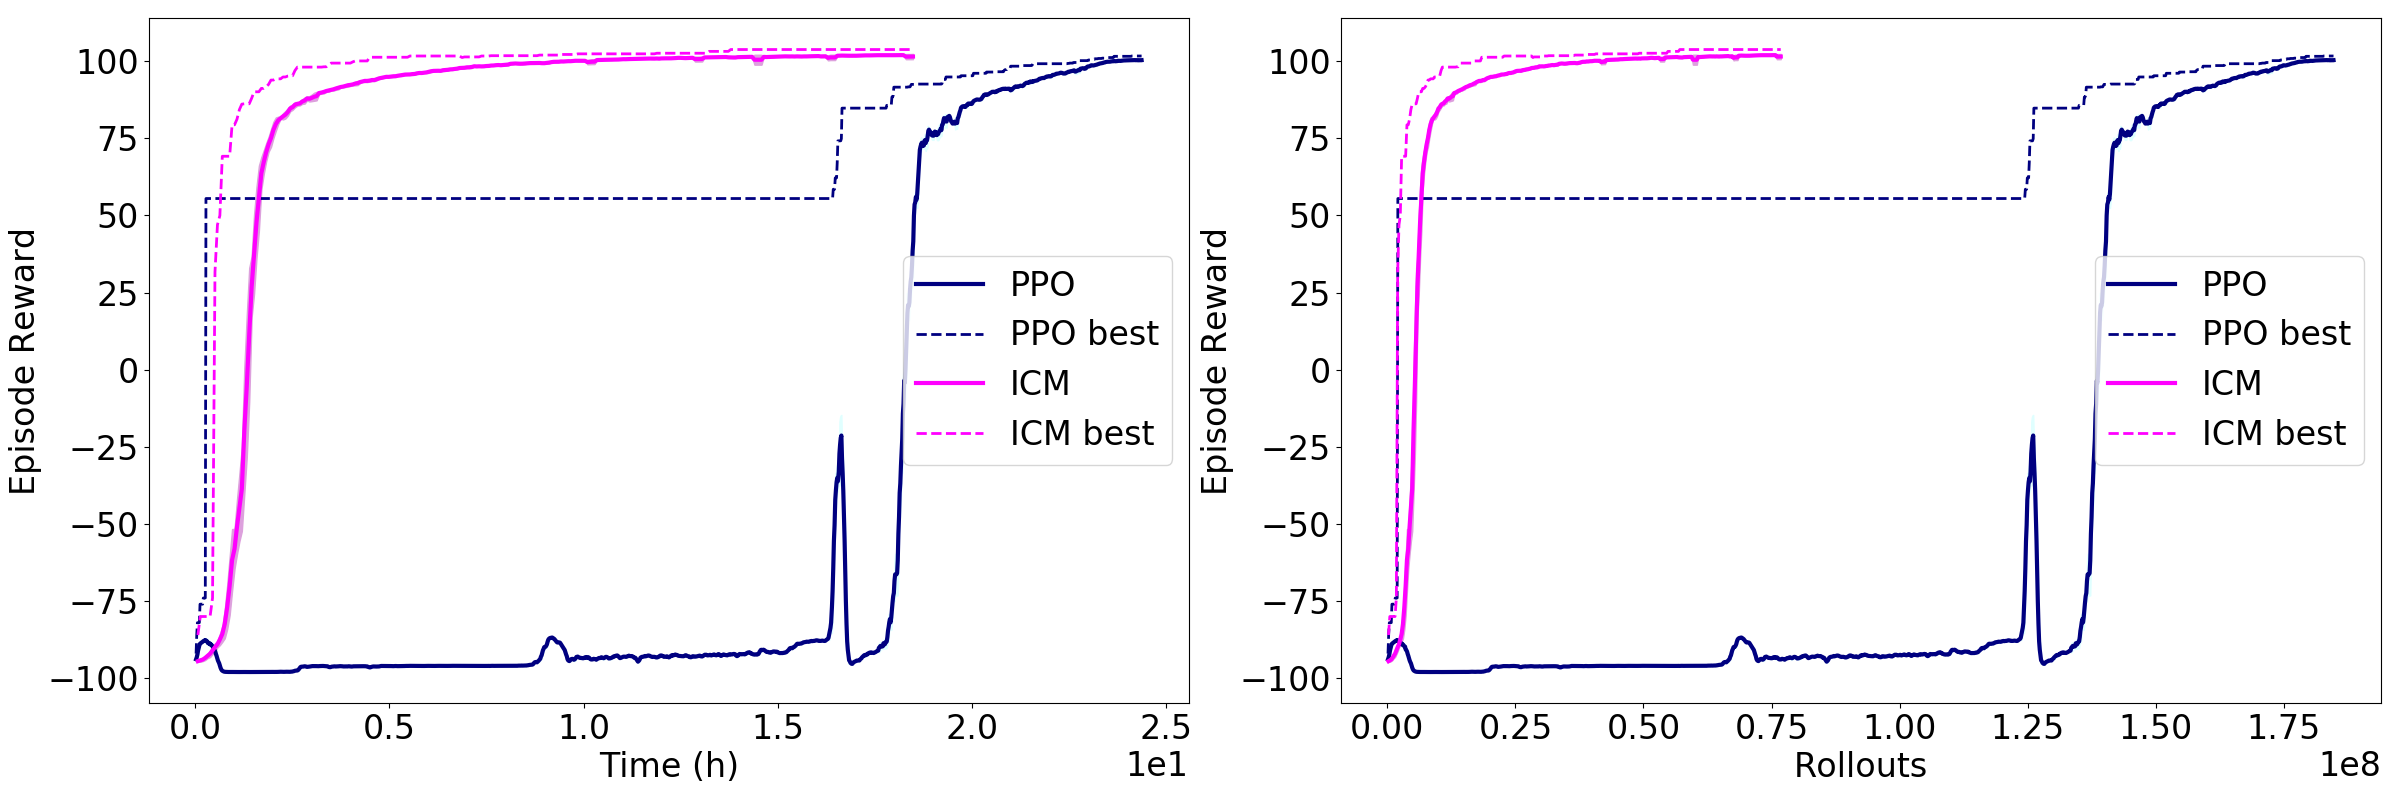 Episode Reward
100
75
50
25
0
−25
−50
−75
−100
0.0 0.5 1.0 1.5 2.0 2.5
1e1
Time (h)
PPO
PPO best
ICM
ICM best
Episode Reward
100
75
50
25
0
−25
−50
−75
−100
0.00 0.25 0.50 0.75 1.00 1.25 1.50 1.75
1e8
Rollouts
PPO
PPO best
ICM
ICM best